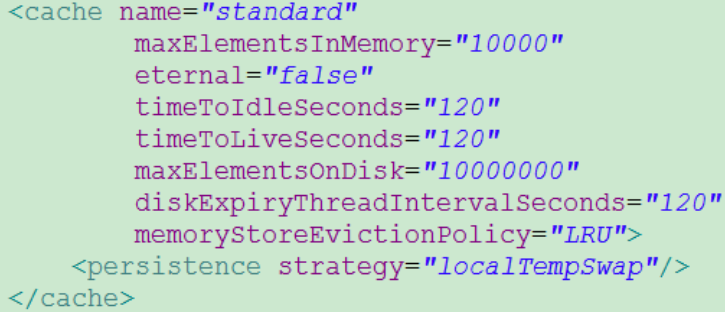 <cache name="standard"
maxElementsInMemory="10000"
eternal="false"
timeToIdleSeconds="120"
timeToLiveSeconds="120"
maxElementsOnDisk="10000000"
diskExpiryThreadIntervalSeconds="120"
memoryStoreEvictionPolicy="LRU">
<persistence strategy="localTempSwap"/>
</cache>